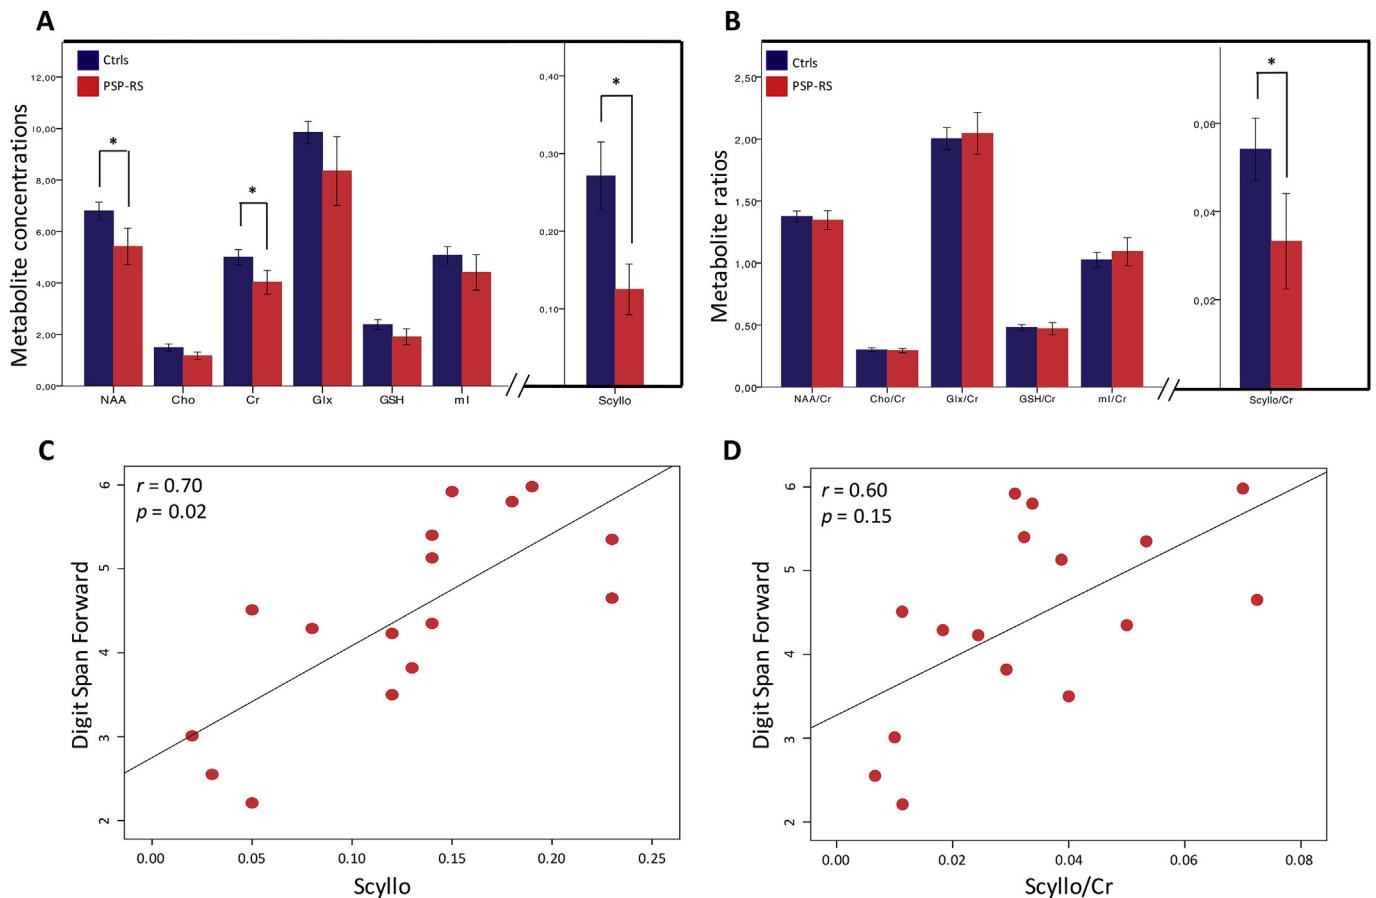 A
Ctrls
PSP-RS
Metabolite concentrations
12,00
10,00
8,00
6,00
4,00
2,00
0,00
*
*
*
0,40
0,30
0,20
0,10
NAA Cho Cr Glx GSH mI Scyllo
B
Ctrls
PSP-RS
Metabolite ratios
2,50
2,00
1,50
1,00
0,50
0,00
*
0,06
0,04
0,02
NAA/Cr Cho/Cr Glx/Cr GSH/Cr mI/Cr Scyllo/Cr
C
r = 0.70
p = 0.02
Digit Span Forward
6
5
4
3
2
0.00 0.05 0.10 0.15 0.20 0.25
Scyllo
D
r = 0.60
p = 0.15
Digit Span Forward
6
5
4
3
2
0.00 0.02 0.04 0.06 0.08
Scyllo/Cr